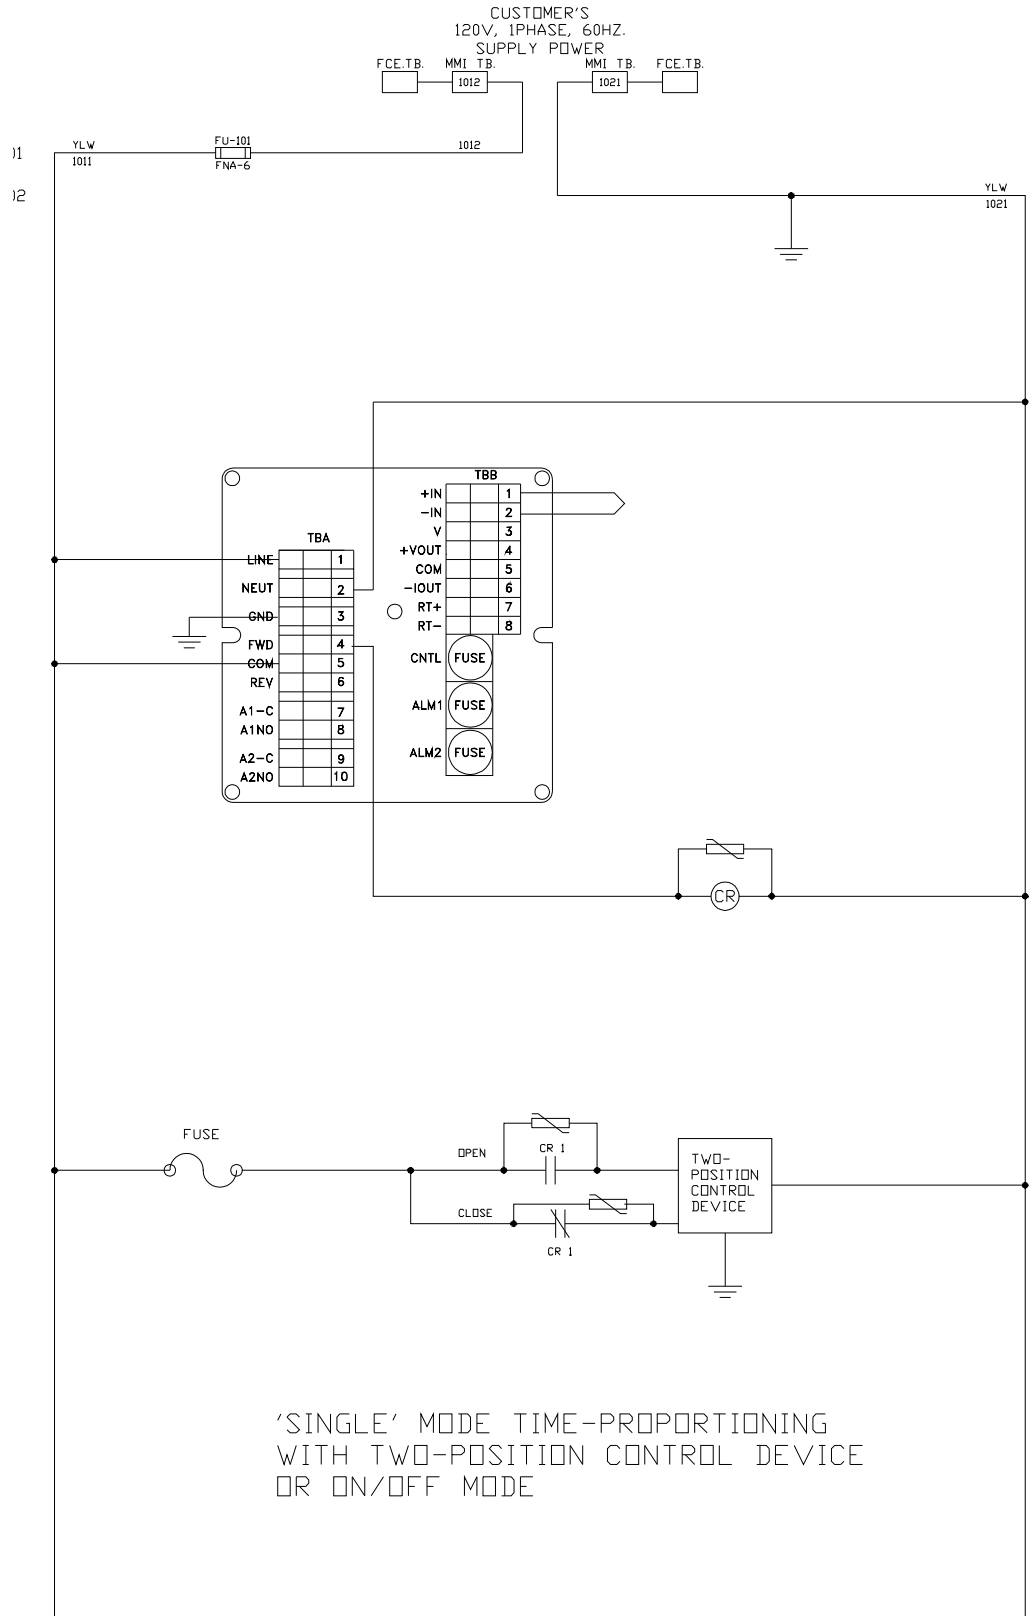 CUSTOMER'S
120V, 1PHASE, 60HZ.
SUPPLY POWER
FCE.TB. MMI TB. MMI TB. FCE.TB.
1012 1021
FU-101
YLW
1011
1012
FNA-6
YLW
1021
TBB
+IN 1
-IN 2
V 3
+VOUT 4
COM 5
-IOUT 6
RT+ 7
RT- 8
CNTL FUSE
ALM1 FUSE
ALM2 FUSE
TBA
LINE 1
NEUT 2
GND 3
FWD 4
COM 5
REV 6
A1-C 7
A1NO 8
A2-C 9
A2NO 10
CR
FUSE
OPEN
CR 1
CLOSE
CR 1
TWO-
POSITION
CONTROL
DEVICE
'SINGLE' MODE TIME-PROPORTIONING
WITH TWO-POSITION CONTROL DEVICE
OR ON/OFF MODE